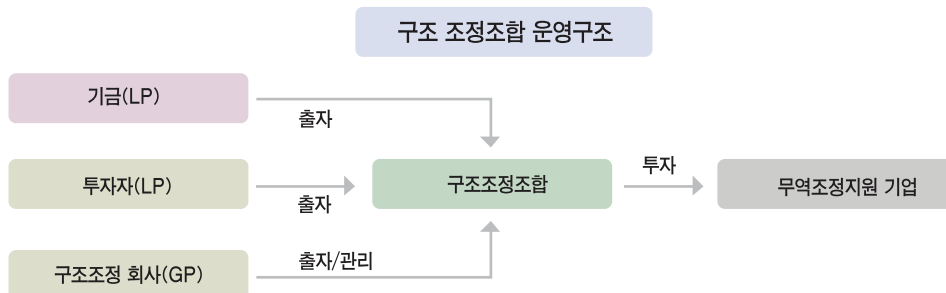 구조 조정조합 운영구조
기금(LP)
출자
투자자(LP)
출자
구조조정조합
투자
무역조정지원 기업
구조조정 회사(GP)
출자/관리